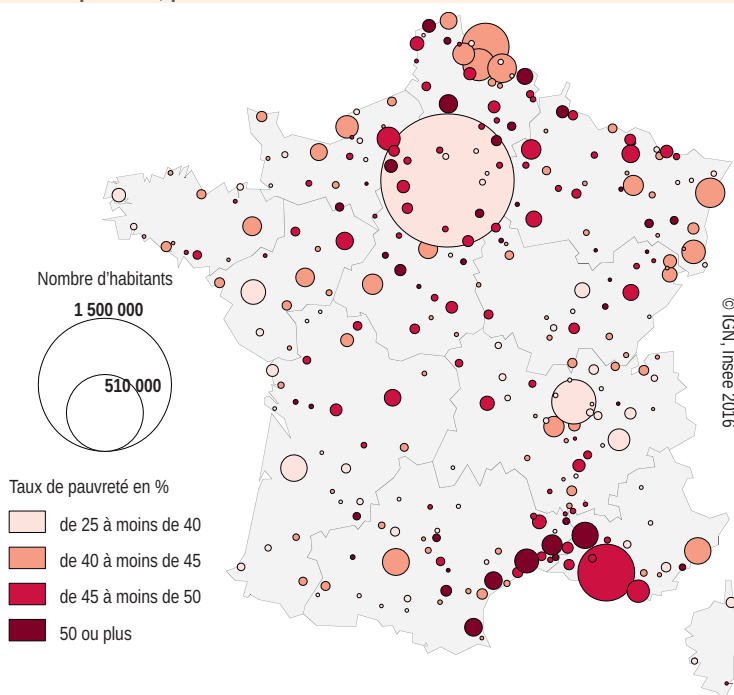 Nombre d’habitants
1 500 000
510 000
Taux de pauvreté en %
de 25 à moins de 40
de 40 à moins de 45
de 45 à moins de 50
50 ou plus
© IGN, Insee 2016